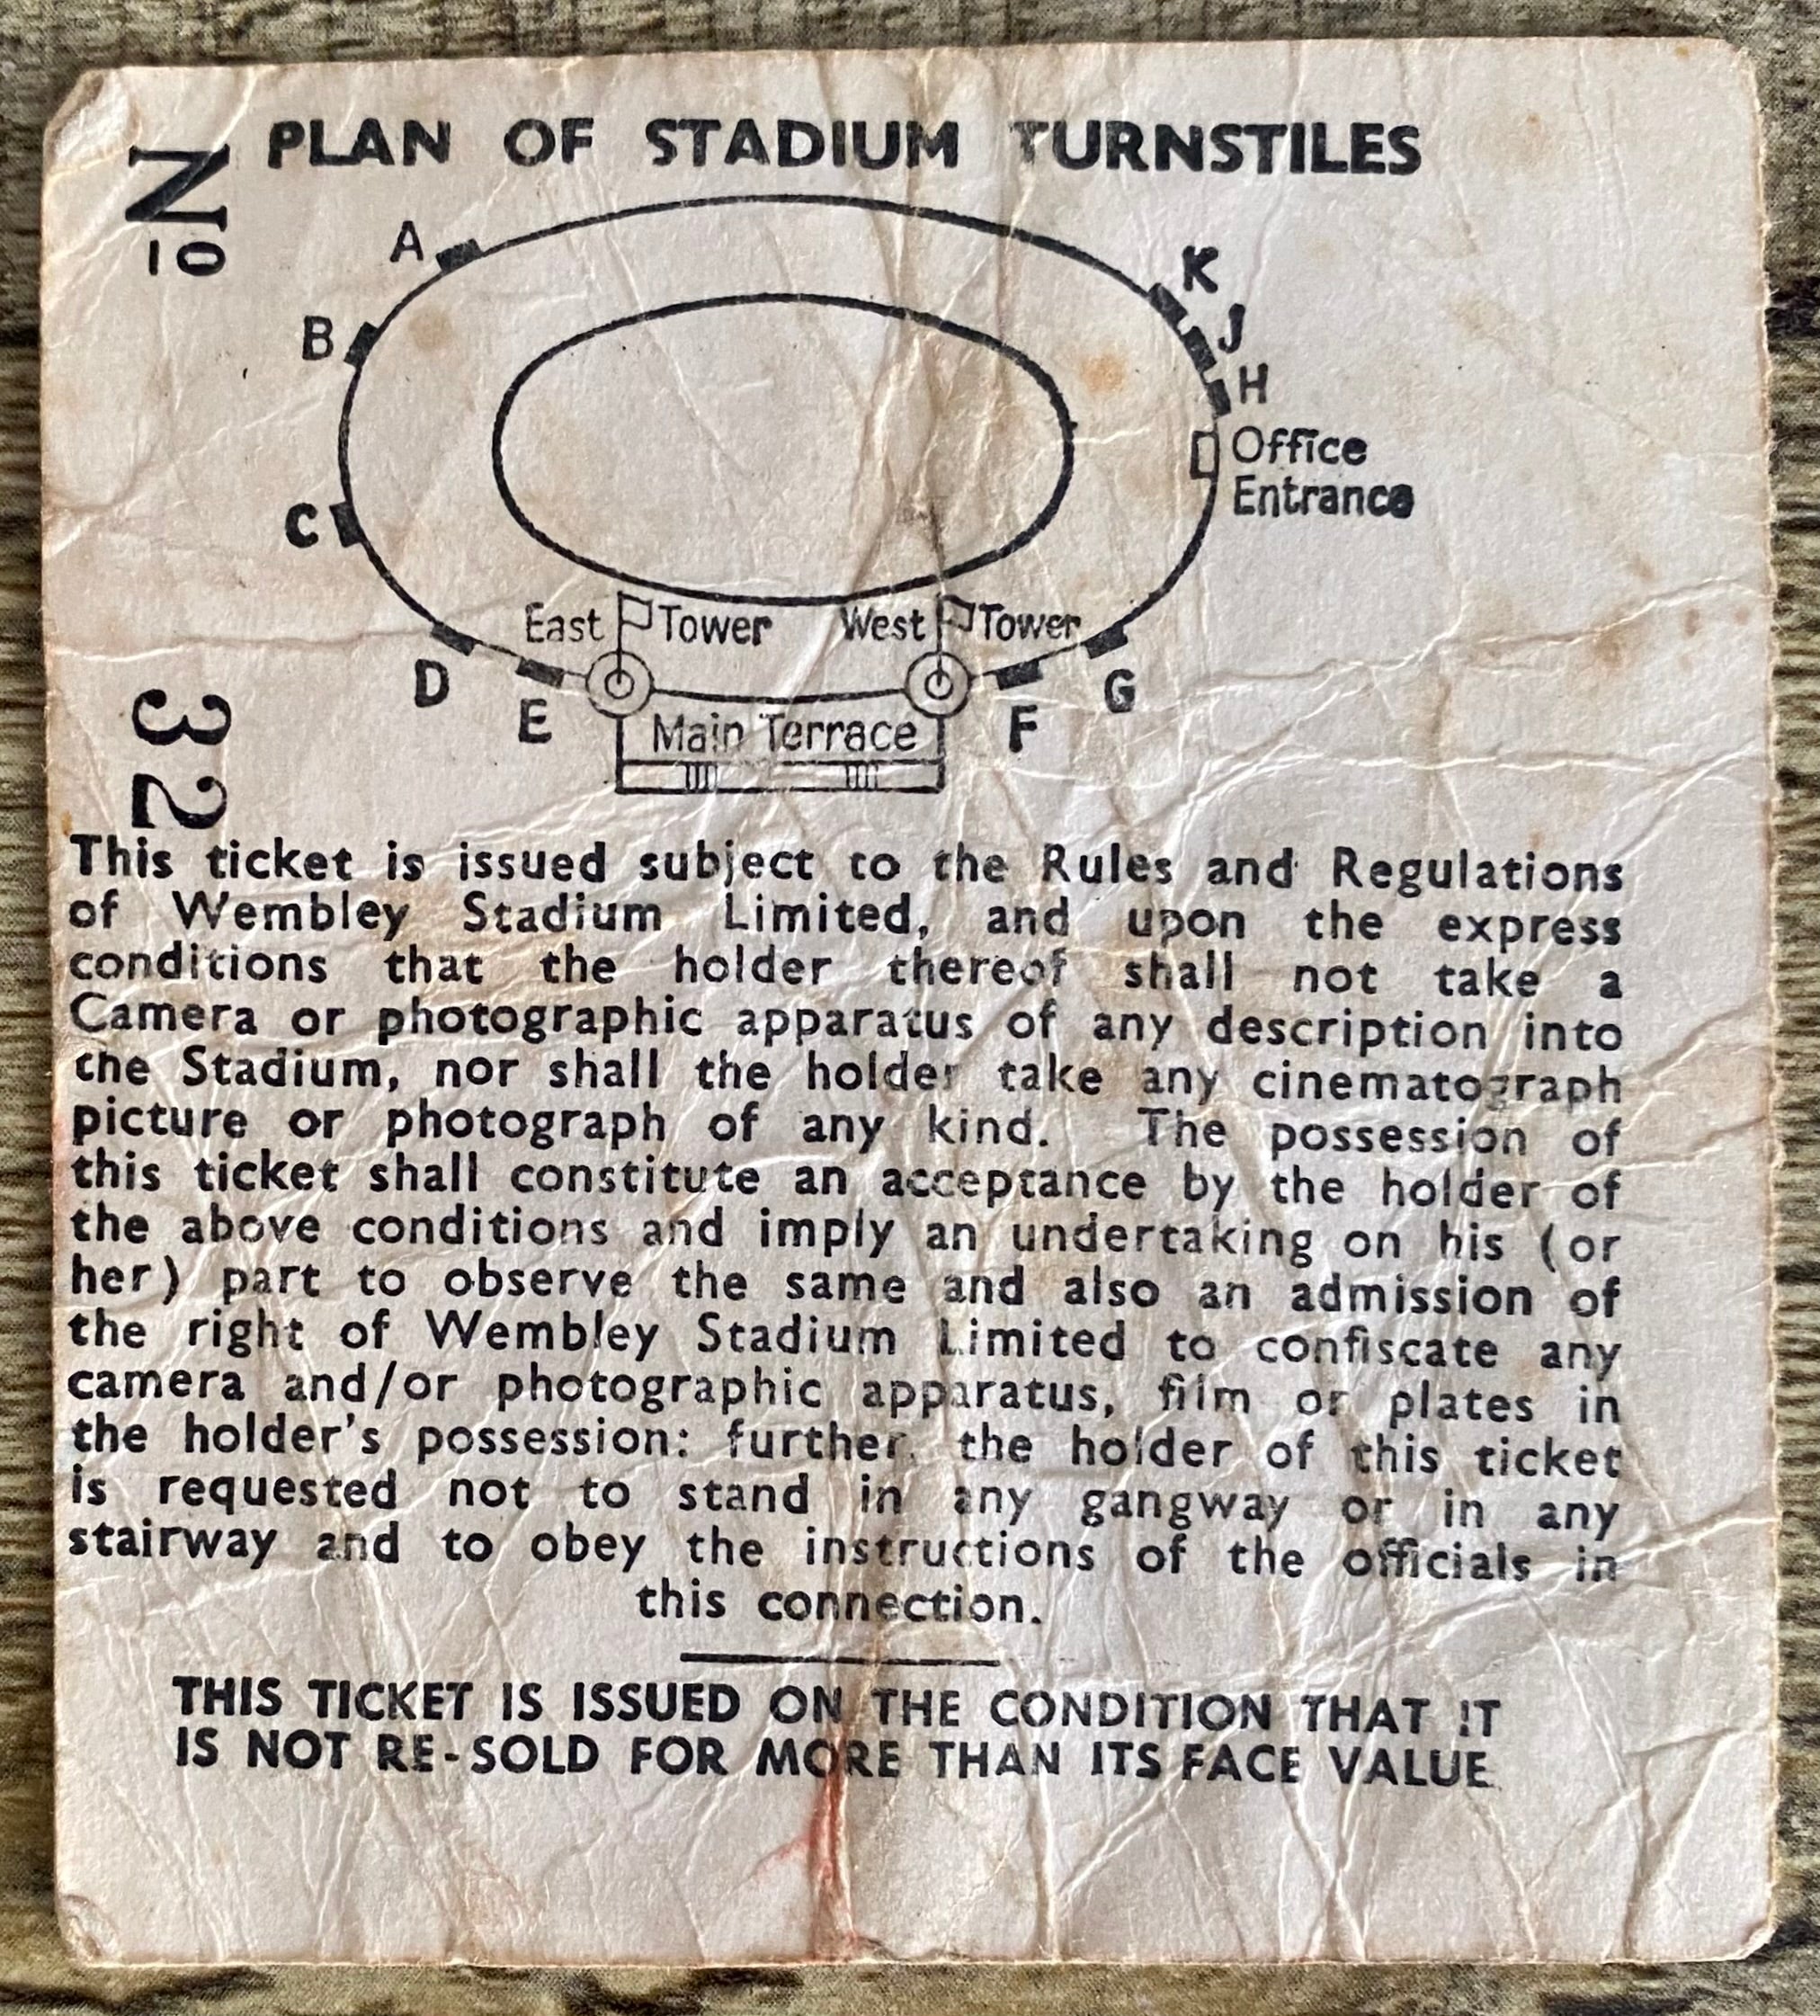 PLAN OF STADIUM TURNSTILES
Nº 32
A
B
C
D
E
F
G
H
J
K
Office
Entrance
East Tower
West Tower
Main Terrace
This ticket is issued subject to the Rules and Regulations
of Wembley Stadium Limited, and upon the express
conditions that the holder thereof shall not take a
Camera or photographic apparatus of any description into
the Stadium, nor shall the holder take any cinematograph
picture or photograph of any kind. The possession of
this ticket shall constitute an acceptance by the holder of
the above conditions and imply an undertaking on his (or
her) part to observe the same and also an admission of
the right of Wembley Stadium Limited to confiscate any
camera and/or photographic apparatus, film or plates in
the holder's possession: further, the holder of this ticket
is requested not to stand in any gangway or in any
stairway and to obey the instructions of the officials in
this connection.
THIS TICKET IS ISSUED ON THE CONDITION THAT IT
IS NOT RE-SOLD FOR MORE THAN ITS FACE VALUE